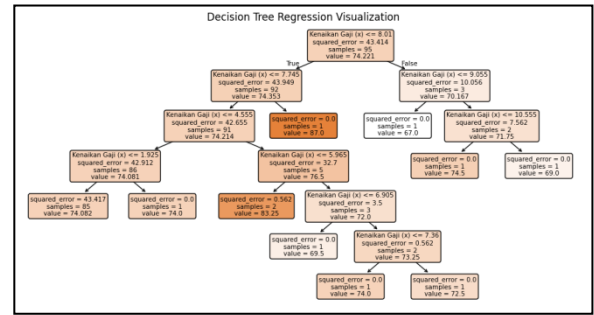 Decision Tree Regression Visualization
Kenaikan Gaji (x) <= 8.01
squared_error = 43.414
samples = 95
value = 74.221
True
False
Kenaikan Gaji (x) <= 7.745
squared_error = 43.949
samples = 92
value = 74.353
Kenaikan Gaji (x) <= 9.055
squared_error = 10.056
samples = 3
value = 70.167
Kenaikan Gaji (x) <= 4.555
squared_error = 42.655
samples = 91
value = 74.214
squared_error = 0.0
samples = 1
value = 87.0
squared_error = 0.0
samples = 1
value = 67.0
Kenaikan Gaji (x) <= 10.555
squared_error = 7.562
samples = 2
value = 71.75
Kenaikan Gaji (x) <= 1.925
squared_error = 42.912
samples = 86
value = 74.081
Kenaikan Gaji (x) <= 5.965
squared_error = 32.7
samples = 5
value = 76.5
squared_error = 0.0
samples = 1
value = 74.5
squared_error = 0.0
samples = 1
value = 69.0
squared_error = 43.417
samples = 85
value = 74.082
squared_error = 0.0
samples = 1
value = 74.0
squared_error = 0.562
samples = 2
value = 83.25
Kenaikan Gaji (x) <= 6.905
squared_error = 3.5
samples = 3
value = 72.0
squared_error = 0.0
samples = 1
value = 69.5
Kenaikan Gaji (x) <= 7.36
squared_error = 0.562
samples = 2
value = 73.25
squared_error = 0.0
samples = 1
value = 74.0
squared_error = 0.0
samples = 1
value = 72.5